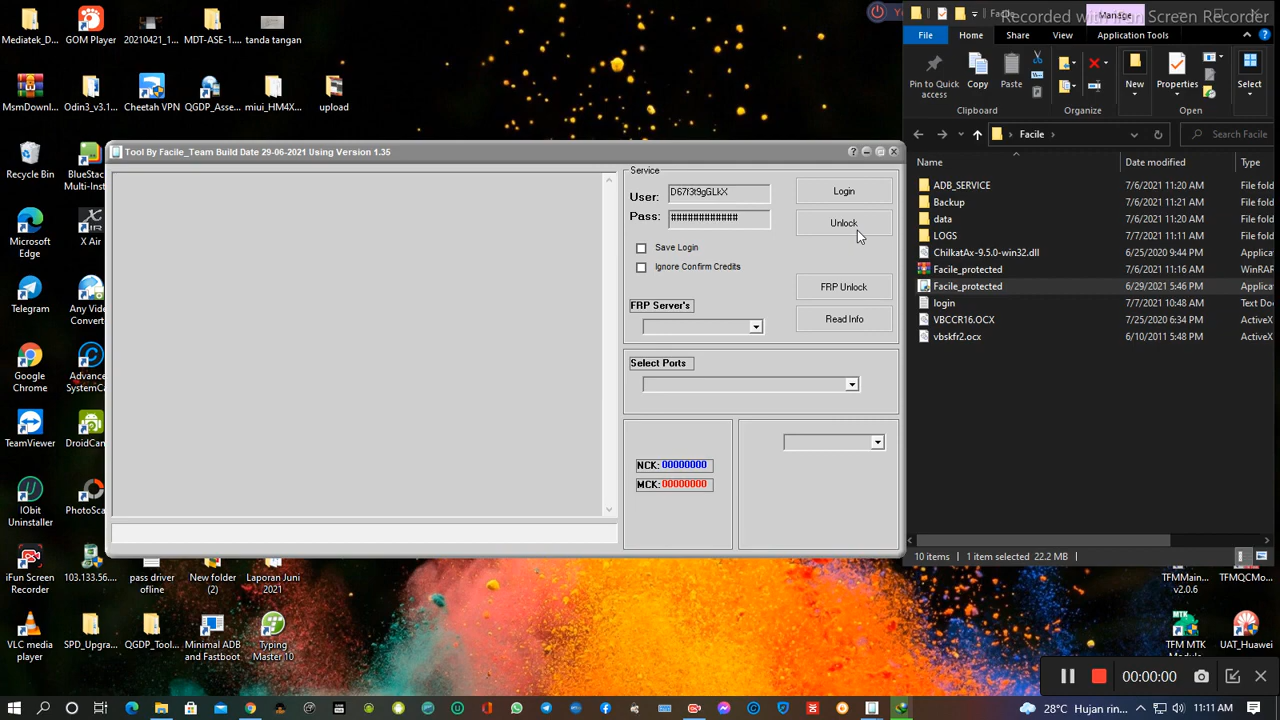 Mediatek_D...
GOM Player
20210421_1...
MDT-ASE-1...
tanda tangan
MsmDownl...
Odin3_v3.1...
Cheetah VPN
QGDP_Asse...
miui_HM4X...
upload
Recycle Bin
BlueStac
Multi-Inst
Microsoft
Edge
X Air
Telegram
Any Vide
Convert
Google
Chrome
Advance
SystemCa
TeamViewer
DroidCam
IObit
Uninstaller
PhotoSca
iFun Screen
Recorder
103.133.56...
pass driver
ofline
New folder
(2)
Laporan Juni
2021
VLC media
player
SPD_Upgra...
QGDP_Tool...
Minimal ADB
and Fastboot
Typing
Master 10
Tool By Facile_Team Build Date 29-06-2021 Using Version 1.35
Service
User: D67f3t9gGLkX
Login
Pass: ############
Unlock
Save Login
Ignore Confirm Credits
FRP Unlock
FRP Server's
Read Info
Select Ports
NCK: 00000000
MCK: 00000000
Recorded with iFun Screen Recorder
Manage
File
Home
Share
View
Application Tools
Pin to Quick
access
Copy
Paste
New
Properties
Select
Clipboard
Organize
Open
Facile
Search Facile
Name
Date modified
Type
ADB_SERVICE 7/6/2021 11:20 AM File fold
Backup 7/6/2021 11:21 AM File fold
data 7/6/2021 11:20 AM File fold
LOGS 7/7/2021 11:11 AM File fold
ChilkatAx-9.5.0-win32.dll 6/25/2020 9:44 PM Applicat
Facile_protected 7/6/2021 11:16 AM WinRAR
Facile_protected 6/29/2021 5:46 PM Applicat
login 7/7/2021 10:48 AM Text Doc
VBCCR16.OCX 7/25/2020 6:34 PM ActiveX
vbskfr2.ocx 6/10/2011 5:48 PM ActiveX
10 items
1 item selected 22.2 MB
TFMMain...
v2.0.6
TFMQCMo...
TFM MTK
UAT_Huawei
00:00:00
28°C Hujan rin...
11:11 AM